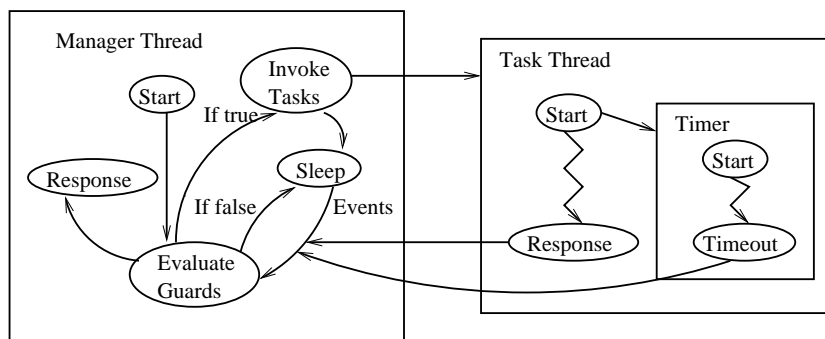 Manager Thread
Invoke
Tasks
Start
If true
Response
Sleep
If false
Events
Evaluate
Guards
Task Thread
Start
Timer
Start
Response
Timeout